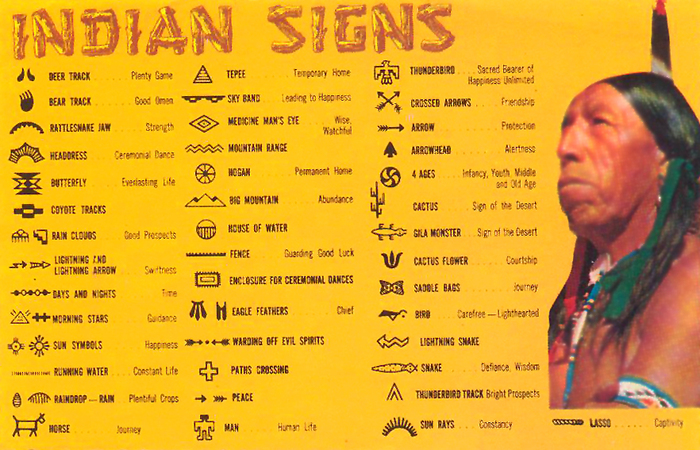 INDIAN SIGNS
DEER TRACK .... Plenty Game
BEAR TRACK .... Good Omen
RATTLESNAKE JAW .... Strength
HEADDRESS .... Ceremonial Dance
BUTTERFLY .... Everlasting Life
COYOTE TRACKS
RAIN CLOUDS .... Good Prospects
LIGHTNING AND
LIGHTNING ARROW .... Swiftness
DAYS AND NIGHTS .... Time
MORNING STARS .... Guidance
SUN SYMBOLS .... Happiness
RUNNING WATER .... Constant Life
RAINDROP — RAIN Plentiful Crops
HORSE .... Journey
TEPEE .... Temporary Home
SKY BAND .... Leading to Happiness
MEDICINE MAN'S EYE .... Wise,
Watchful
MOUNTAIN RANGE
HOGAN .... Permanent Home
BIG MOUNTAIN .... Abundance
HOUSE OF WATER
FENCE .... Guarding Good Luck
ENCLOSURE FOR CEREMONIAL DANCES
EAGLE FEATHERS .... Chief
WARDING OFF EVIL SPIRITS
PATHS CROSSING
PEACE
MAN .... Human Life
THUNDERBIRD .... Sacred Bearer of
Happiness Unlimited
CROSSED ARROWS .... Friendship
ARROW .... Protection
ARROWHEAD .... Alertness
4 AGES .... Infancy, Youth, Middle
and Old Age
CACTUS .... Sign of the Desert
GILA MONSTER .. Sign of the Desert
CACTUS FLOWER .... Courtship
SADDLE BAGS .... Journey
BIRD .... Carefree — Lighthearted
LIGHTNING SNAKE
SNAKE .... Defiance, Wisdom
THUNDERBIRD TRACK Bright Prospects
SUN RAYS .... Constancy
LASSO .... Captivity